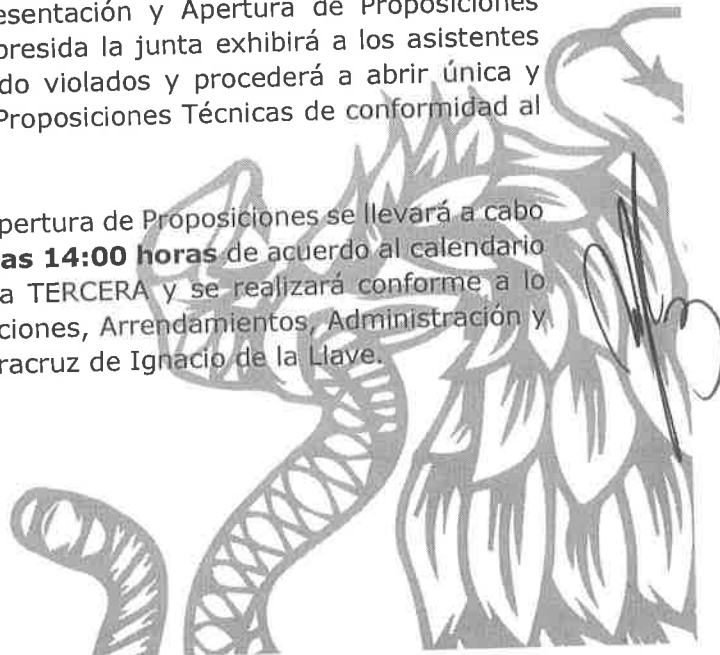 esentación y Apertura de Proposiciones
presida la junta exhibirá a los asistentes
do violados y procederá a abrir única y
Proposiciones Técnicas de conformidad al
pertura de Proposiciones se llevará a cabo
as 14:00 horas de acuerdo al calendario
a TERCERA y se realizará conforme a lo
ciones, Arrendamientos, Administración y
racruz de Ignacio de la Llave.